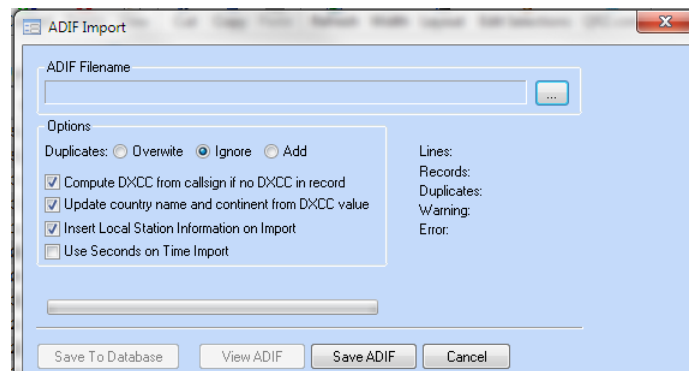 ADIF Import
ADIF Filename
...
Options
Duplicates: Overwite Ignore Add
Compute DXCC from callsign if no DXCC in record
Update country name and continent from DXCC value
Insert Local Station Information on Import
Use Seconds on Time Import
Lines:
Records:
Duplicates:
Warning:
Error:
Save To Database View ADIF Save ADIF Cancel